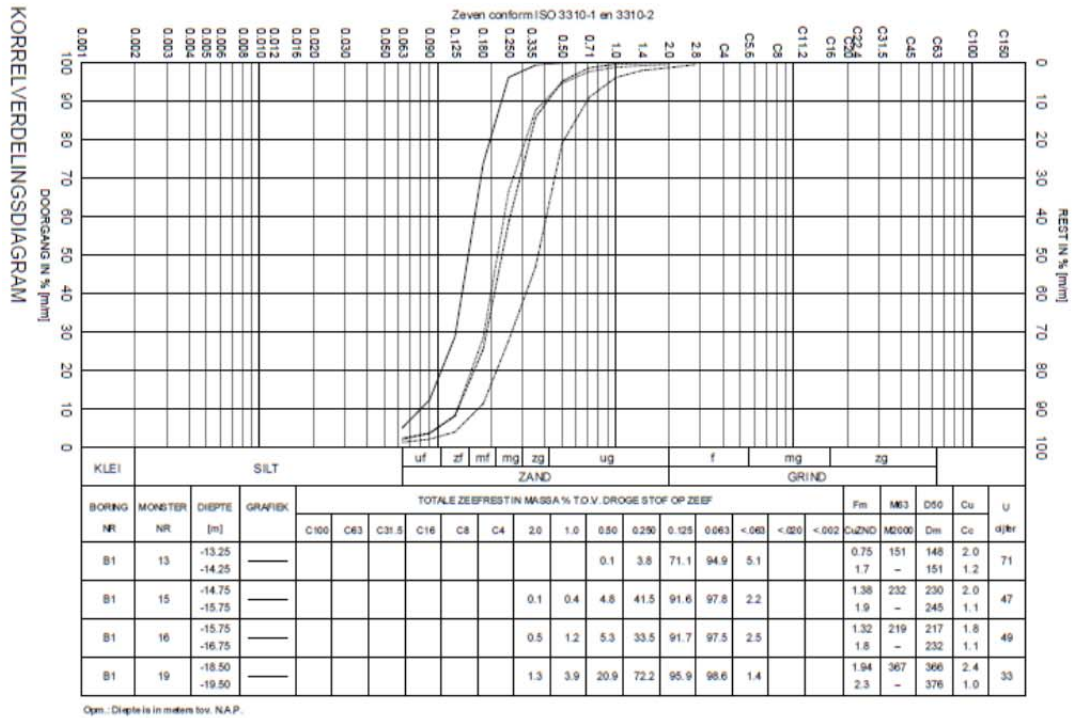 KORRELVERDELINGSDIAGRAM
Zeven conform ISO 3310-1 en 3310-2
0.001 0.002 0.003 0.004 0.005 0.006 0.008 0.010 0.012 0.016 0.020 0.030 0.050 0.063 0.090 0.125 0.180 0.250 0.335 0.50 0.71 1.0 1.4 2.0 2.8 C4 C5.6 C8 C11.2 C16 C22.4 C31.5 C45 C63 C100 C150
DOORGANG IN % [m/m]
100 90 80 70 60 50 40 30 20 10 0
REST IN % [m/m]
0 10 20 30 40 50 60 70 80 90 100
KLEI SILT uf zf mf mg zg ug f mg zg
ZAND GRIND
BORING MONSTER DIEPTE GRAFIEK TOTALE ZEEFREST IN MASSA % T.O.V. DROGE STOF OP ZEEF Fm M63 D50 Cu U
NR NR [m] C100 C63 C31.5 C16 C8 C4 2.0 1.0 0.50 0.250 0.125 0.063 <.063 <.020 <.002 CuZND M2000 Dm Cc cijfer
B1 13 -13.25 0.1 3.8 71.1 94.9 5.1 0.75 151 148 2.0 71
-14.25 1.7 – 151 1.2
B1 15 -14.75 0.1 0.4 4.8 41.5 91.6 97.8 2.2 1.38 232 230 2.0 47
-15.75 1.9 – 245 1.1
B1 16 -15.75 0.5 1.2 5.3 33.5 91.7 97.5 2.5 1.32 219 217 1.8 49
-16.75 1.8 – 232 1.1
B1 19 -18.50 1.3 3.9 20.9 72.2 95.9 98.6 1.4 1.94 367 366 2.4 33
-19.50 2.3 – 376 1.0
Opm.: Diepte is in meters tov. N.A.P.